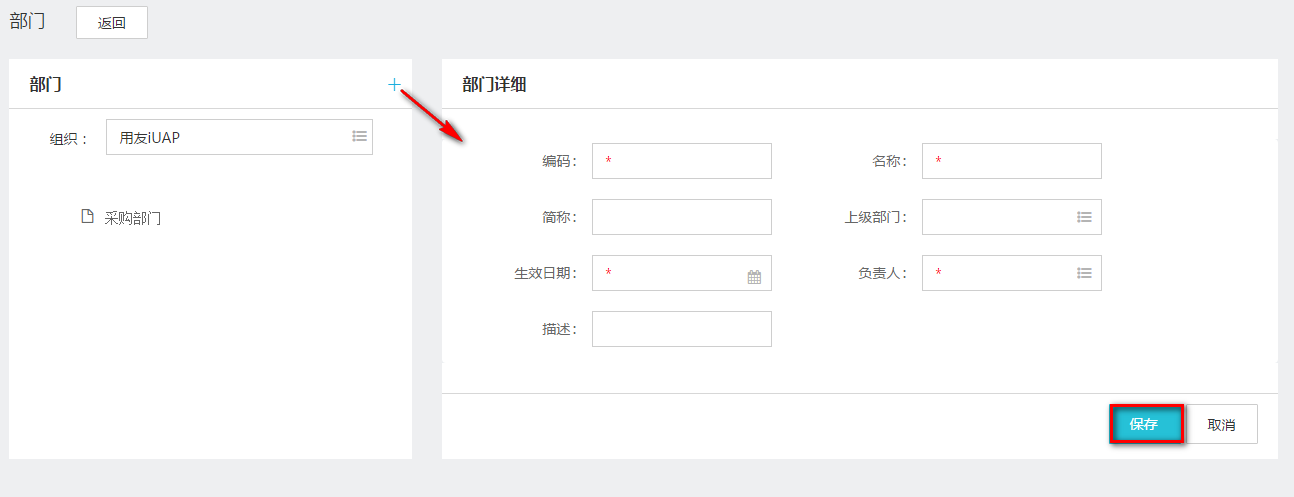 部门 返回
部门 +
组织： 用友iUAP
采购部门
部门详细
编码： * 名称： *
简称： 上级部门：
生效日期： * 负责人： *
描述：
保存 取消